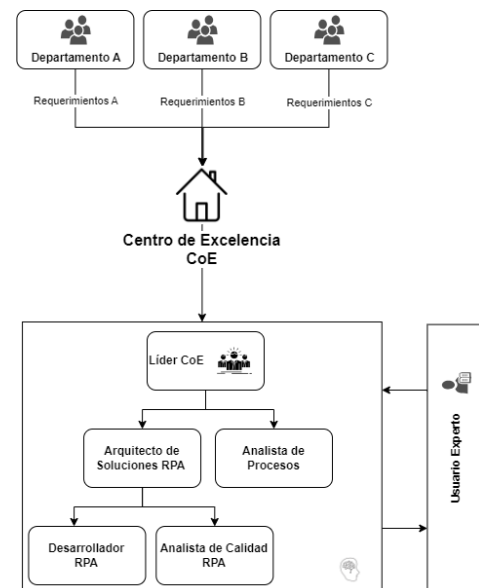 Departamento A
Departamento B
Departamento C
Requerimientos A
Requerimientos B
Requerimientos C
Centro de Excelencia
CoE
Líder CoE
Arquitecto de
Soluciones RPA
Analista de
Procesos
Desarrollador
RPA
Analista de Calidad
RPA
Usuario Experto